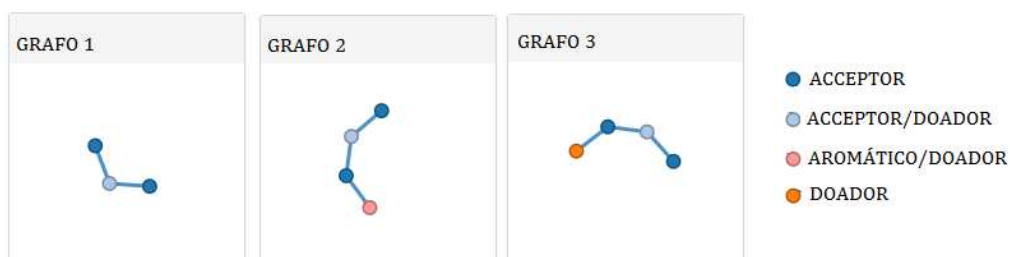 GRAFO 1
GRAFO 2
GRAFO 3
ACCEPTOR
ACCEPTOR/DOADOR
AROMÁTICO/DOADOR
DOADOR